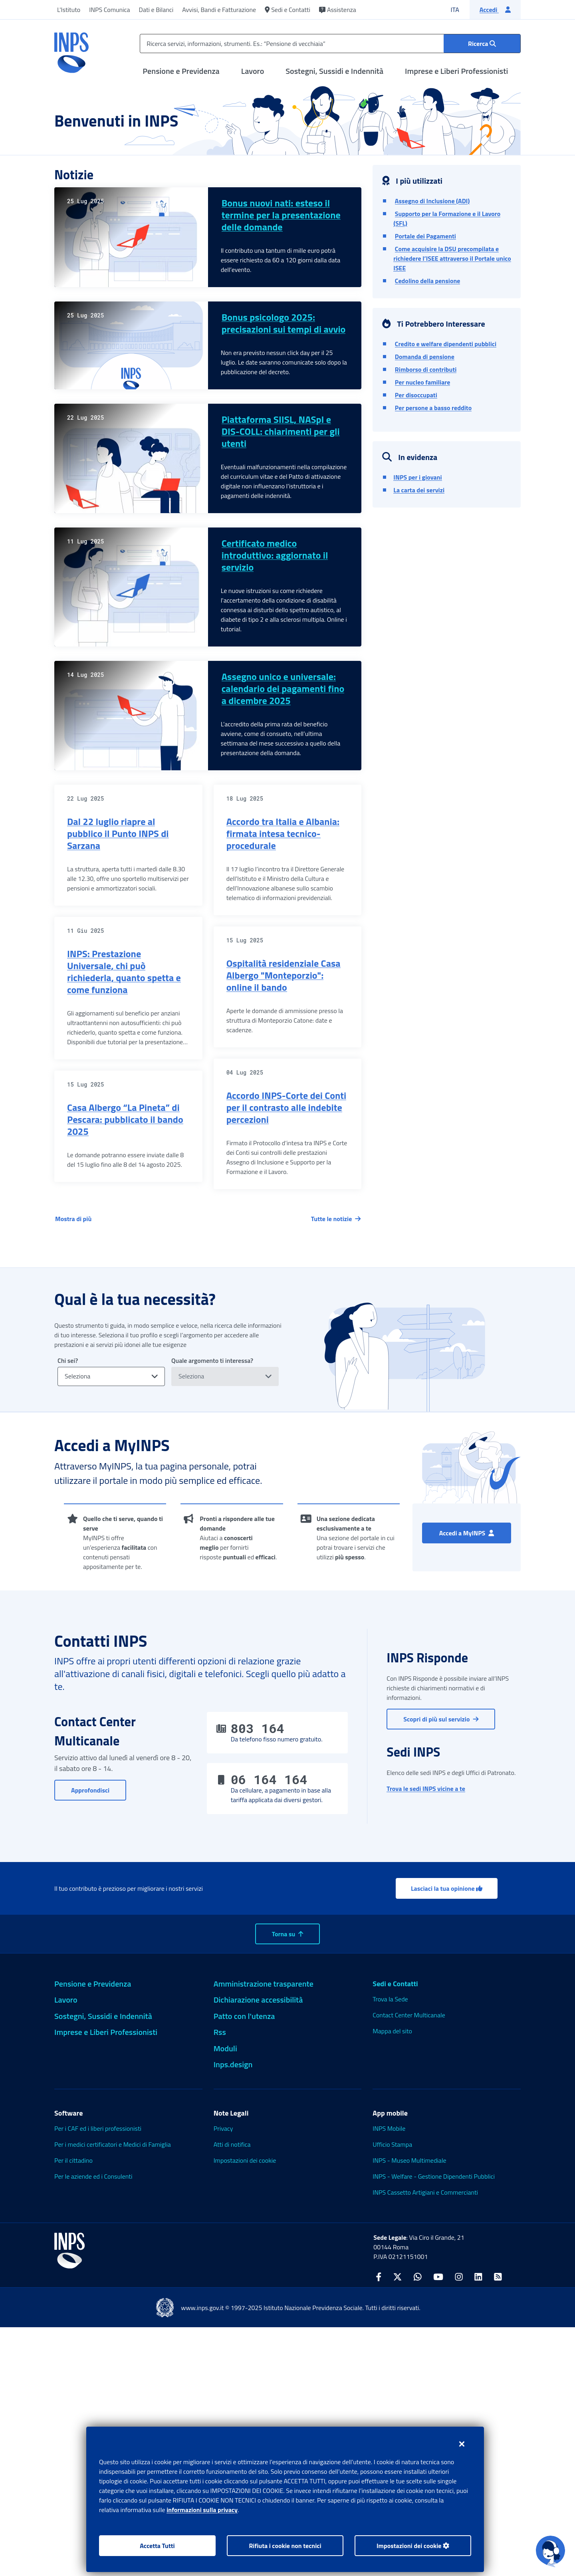 L'Istituto
INPS Comunica
Dati e Bilanci
Avvisi, Bandi e Fatturazione
Sedi e Contatti
Assistenza
ITA
Accedi
INPS
Ricerca servizi, informazioni, strumenti. Es.: "Pensione di vecchiaia"
Ricerca
Pensione e Previdenza
Lavoro
Sostegni, Sussidi e Indennità
Imprese e Liberi Professionisti
Benvenuti in INPS
Notizie
25 Lug 2025
Bonus nuovi nati: esteso il
termine per la presentazione
delle domande
Il contributo una tantum di mille euro potrà
essere richiesto da 60 a 120 giorni dalla data
dell'evento.
25 Lug 2025
INPS
Bonus psicologo 2025:
precisazioni sui tempi di avvio
Non era previsto nessun click day per il 25
luglio. Le date saranno comunicate solo dopo la
pubblicazione del decreto.
22 Lug 2025
Piattaforma SIISL, NASpI e
DIS-COLL: chiarimenti per gli
utenti
Eventuali malfunzionamenti nella compilazione
del curriculum vitae e del Patto di attivazione
digitale non influenzano l'istruttoria e i
pagamenti delle indennità.
11 Lug 2025
Certificato medico
introduttivo: aggiornato il
servizio
Le nuove istruzioni su come richiedere
l'accertamento della condizione di disabilità
connessa ai disturbi dello spettro autistico, al
diabete di tipo 2 e alla sclerosi multipla. Online i
tutorial.
14 Lug 2025
Assegno unico e universale:
calendario dei pagamenti fino
a dicembre 2025
L'accredito della prima rata del beneficio
avviene, come di consueto, nell'ultima
settimana del mese successivo a quello della
presentazione della domanda.
22 Lug 2025
Dal 22 luglio riapre al
pubblico il Punto INPS di
Sarzana
La struttura, aperta tutti i martedì dalle 8.30
alle 12.30, offre uno sportello multiservizi per
pensioni e ammortizzatori sociali.
11 Giu 2025
INPS: Prestazione
Universale, chi può
richiederla, quanto spetta e
come funziona
Gli aggiornamenti sul beneficio per anziani
ultraottantenni non autosufficienti: chi può
richiederlo, quanto spetta e come funziona.
Disponibili due tutorial per la presentazione...
15 Lug 2025
Casa Albergo "La Pineta" di
Pescara: pubblicato il bando
2025
Le domande potranno essere inviate dalle 8
del 15 luglio fino alle 8 del 14 agosto 2025.
18 Lug 2025
Accordo tra Italia e Albania:
firmata intesa tecnico-
procedurale
Il 17 luglio l'incontro tra il Direttore Generale
dell'Istituto e il Ministro della Cultura e
dell'Innovazione albanese sullo scambio
telematico di informazioni previdenziali.
15 Lug 2025
Ospitalità residenziale Casa
Albergo "Monteporzio":
online il bando
Aperte le domande di ammissione presso la
struttura di Monteporzio Catone: date e
scadenze.
04 Lug 2025
Accordo INPS-Corte dei Conti
per il contrasto alle indebite
percezioni
Firmato il Protocollo d'intesa tra INPS e Corte
dei Conti sui controlli delle prestazioni
Assegno di Inclusione e Supporto per la
Formazione e il Lavoro.
Mostra di più
Tutte le notizie
I più utilizzati
Assegno di Inclusione (ADI)
Supporto per la Formazione e il Lavoro
(SFL)
Portale dei Pagamenti
Come acquisire la DSU precompilata e
richiedere l'ISEE attraverso il Portale unico
ISEE
Cedolino della pensione
Ti Potrebbero Interessare
Credito e welfare dipendenti pubblici
Domanda di pensione
Rimborso di contributi
Per nucleo familiare
Per disoccupati
Per persone a basso reddito
In evidenza
INPS per i giovani
La carta dei servizi
Qual è la tua necessità?
Questo strumento ti guida, in modo semplice e veloce, nella ricerca delle informazioni
di tuo interesse. Seleziona il tuo profilo e scegli l'argomento per accedere alle
prestazioni e ai servizi più idonei alle tue esigenze
Chi sei?
Seleziona
Quale argomento ti interessa?
Seleziona
Accedi a MyINPS
Attraverso MyINPS, la tua pagina personale, potrai
utilizzare il portale in modo più semplice ed efficace.
Quello che ti serve, quando ti
serve
MyINPS ti offre
un'esperienza facilitata con
contenuti pensati
appositamente per te.
Pronti a rispondere alle tue
domande
Aiutaci a conoscerti
meglio per fornirti
risposte puntuali ed efficaci.
Una sezione dedicata
esclusivamente a te
Una sezione del portale in cui
potrai trovare i servizi che
utilizzi più spesso.
Accedi a MyINPS
Contatti INPS
INPS offre ai propri utenti differenti opzioni di relazione grazie
all'attivazione di canali fisici, digitali e telefonici. Scegli quello più adatto a
te.
Contact Center
Multicanale
Servizio attivo dal lunedì al venerdì ore 8 - 20,
il sabato ore 8 - 14.
Approfondisci
803 164
Da telefono fisso numero gratuito.
06 164 164
Da cellulare, a pagamento in base alla
tariffa applicata dai diversi gestori.
INPS Risponde
Con INPS Risponde è possibile inviare all'INPS
richieste di chiarimenti normativi e di
informazioni.
Scopri di più sul servizio
Sedi INPS
Elenco delle sedi INPS e degli Uffici di Patronato.
Trova le sedi INPS vicine a te
Il tuo contributo è prezioso per migliorare i nostri servizi
Lasciaci la tua opinione
Torna su
Pensione e Previdenza
Lavoro
Sostegni, Sussidi e Indennità
Imprese e Liberi Professionisti
Amministrazione trasparente
Dichiarazione accessibilità
Patto con l'utenza
Rss
Moduli
Inps.design
Sedi e Contatti
Trova la Sede
Contact Center Multicanale
Mappa del sito
Software
Per i CAF ed i liberi professionisti
Per i medici certificatori e Medici di Famiglia
Per il cittadino
Per le aziende ed i Consulenti
Note Legali
Privacy
Atti di notifica
Impostazioni dei cookie
App mobile
INPS Mobile
Ufficio Stampa
INPS - Museo Multimediale
INPS - Welfare - Gestione Dipendenti Pubblici
INPS Cassetto Artigiani e Commercianti
INPS
Sede Legale: Via Ciro il Grande, 21
00144 Roma
P.IVA 02121151001
www.inps.gov.it © 1997-2025 Istituto Nazionale Previdenza Sociale. Tutti i diritti riservati.
Questo sito utilizza i cookie per migliorare i servizi e ottimizzare l'esperienza di navigazione dell'utente. I cookie di natura tecnica sono
indispensabili per permettere il corretto funzionamento del sito. Solo previo consenso dell'utente, possono essere installati ulteriori
tipologie di cookie. Puoi accettare tutti i cookie cliccando sul pulsante ACCETTA TUTTI, oppure puoi effettuare le tue scelte in base alle
categorie che vuoi installare, cliccando su IMPOSTAZIONI DEI COOKIE. Se invece intendi rifiutarne l'installazione dei cookie non tecnici, puoi
farlo cliccando sul pulsante RIFIUTA I COOKIE NON TECNICI o chiudendo il banner. Per saperne di più rispetto ai cookie, consulta la
relativa informativa sulle informazioni sulla privacy.
Accetta Tutti
Rifiuta i cookie non tecnici
Impostazioni dei cookie